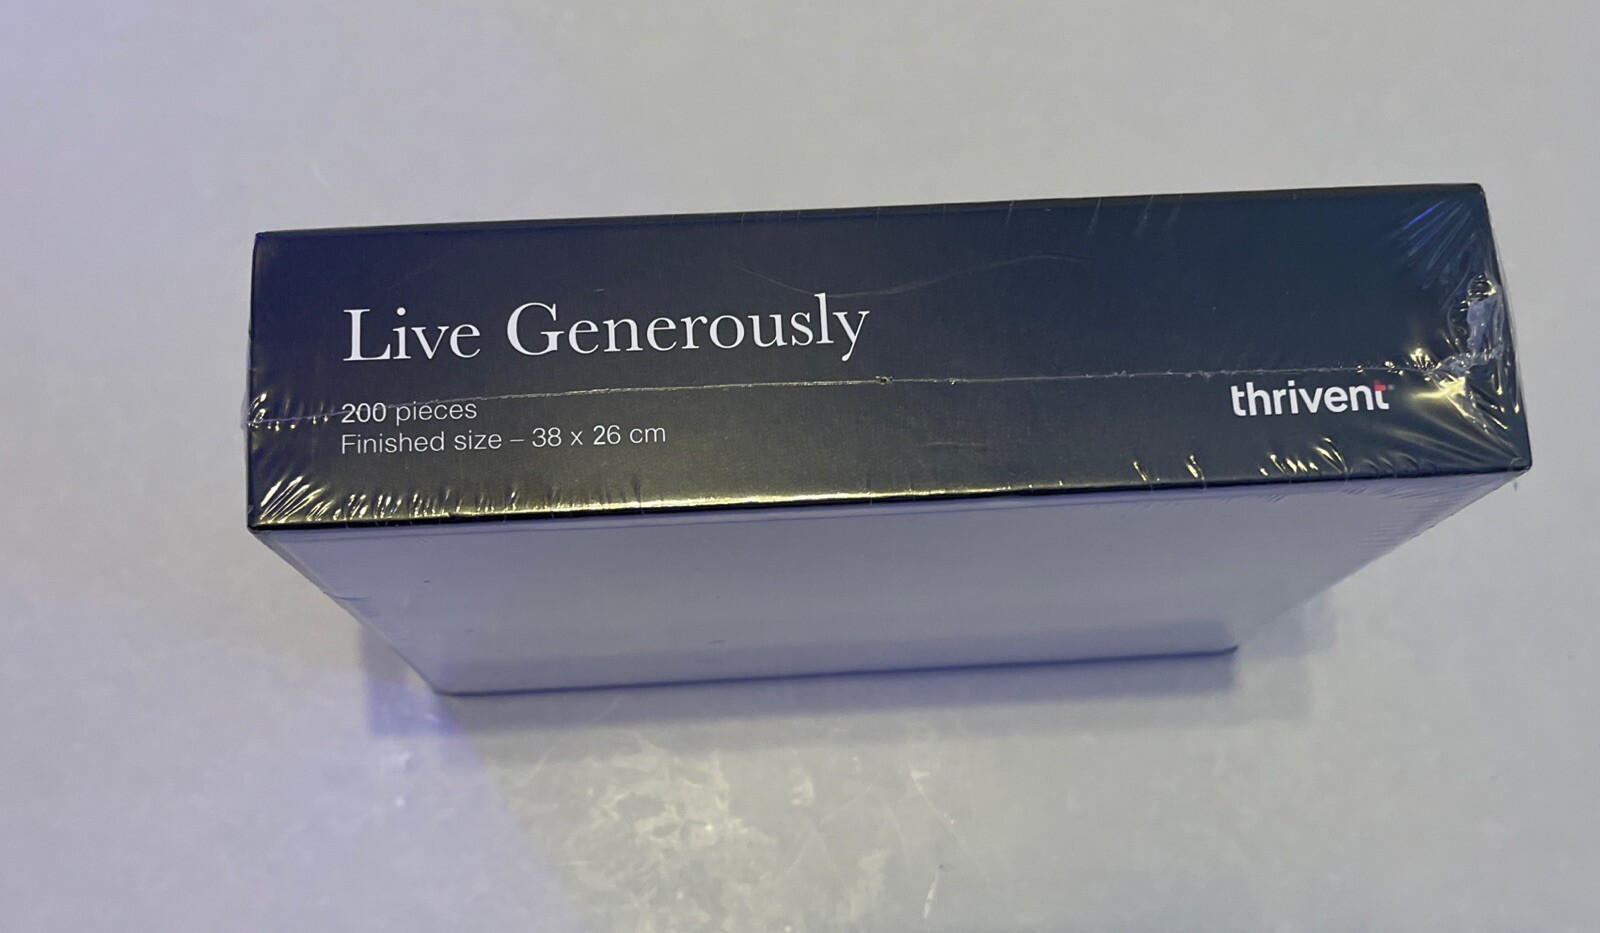 Live Generously
200 pieces
Finished size – 38 x 26 cm
thrivent